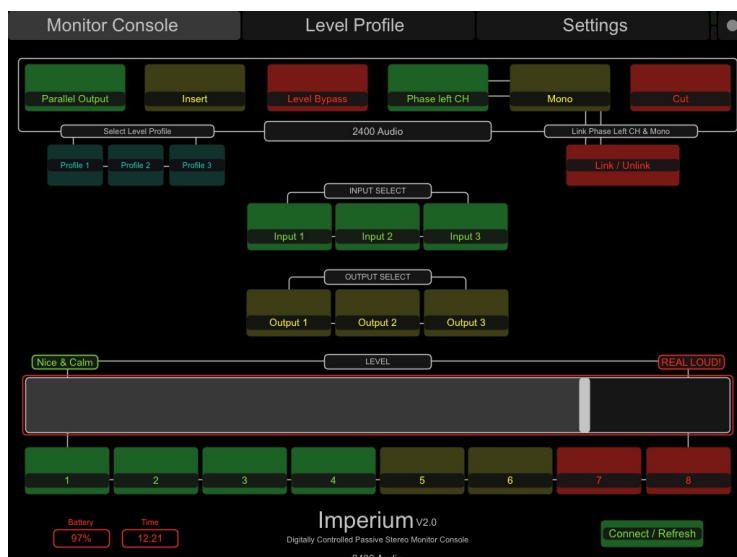 Monitor Console Level Profile Settings
Parallel Output Insert Level Bypass Phase left CH Mono Cut
Select Level Profile 2400 Audio Link Phase Left CH & Mono
Profile 1 Profile 2 Profile 3 Link / Unlink
INPUT SELECT
Input 1 Input 2 Input 3
OUTPUT SELECT
Output 1 Output 2 Output 3
Nice & Calm LEVEL REAL LOUD!
1 2 3 4 5 6 7 8
Battery Time Imperium V2.0
97% 12:21 Digitally Controlled Passive Stereo Monitor Console Connect / Refresh
2400 Audio